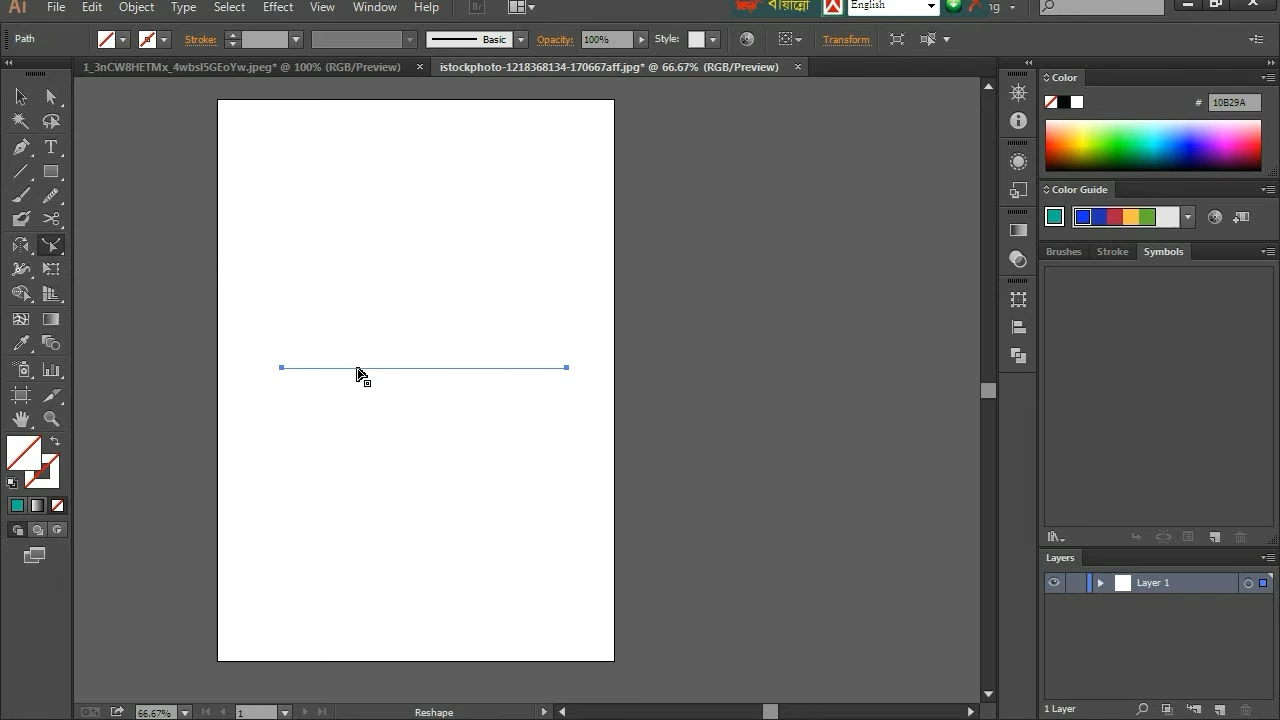 Ai File Edit Object Type Select Effect View Window Help Br বায়ান্নো English
Path Stroke: Basic Opacity: 100% Style: Transform
1_3nCW8HETMx_4wbsI5GEoYw.jpeg* @ 100% (RGB/Preview) × istockphoto-1218368134-170667aff.jpg* @ 66.67% (RGB/Preview) ×
Color
# 10B29A
Color Guide
Brushes Stroke Symbols
Layers
Layer 1
66.67% 1 Reshape 1 Layer